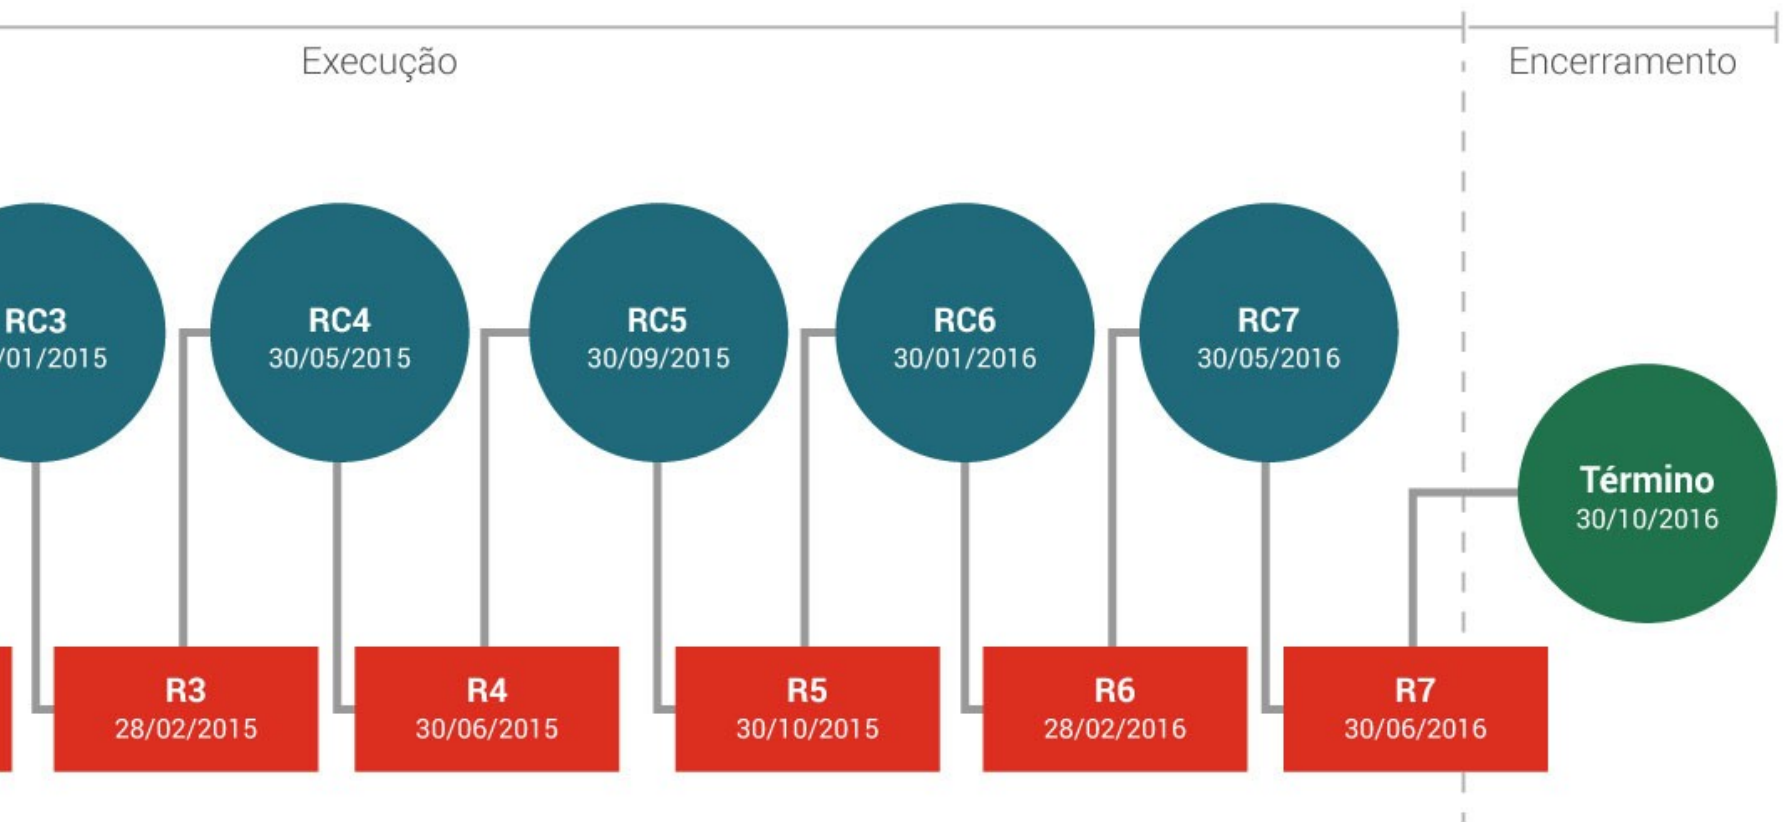 Execução
Encerramento
RC3
/01/2015
RC4
30/05/2015
RC5
30/09/2015
RC6
30/01/2016
RC7
30/05/2016
Término
30/10/2016
R3
28/02/2015
R4
30/06/2015
R5
30/10/2015
R6
28/02/2016
R7
30/06/2016